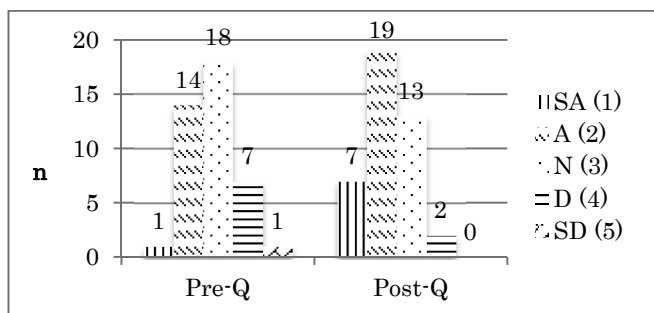 20
19
18
14
15
13
SA (1)
A (2)
10
7
7
N (3)
n
D (4)
5
2
1
1
0
SD (5)
0
Pre-Q
Post-Q